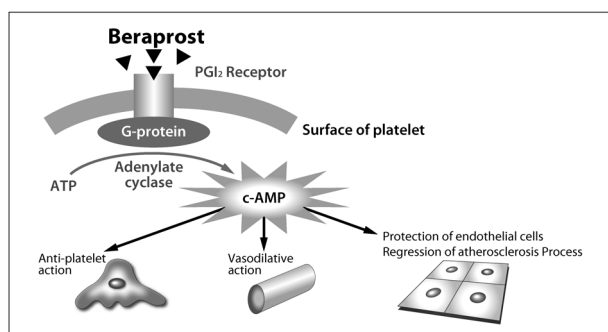 Beraprost
PGI₂ Receptor
G-protein
Surface of platelet
Adenylate
cyclase
ATP
c-AMP
Anti-platelet
action
Vasodilative
action
Protection of endothelial cells
Regression of atherosclerosis Process